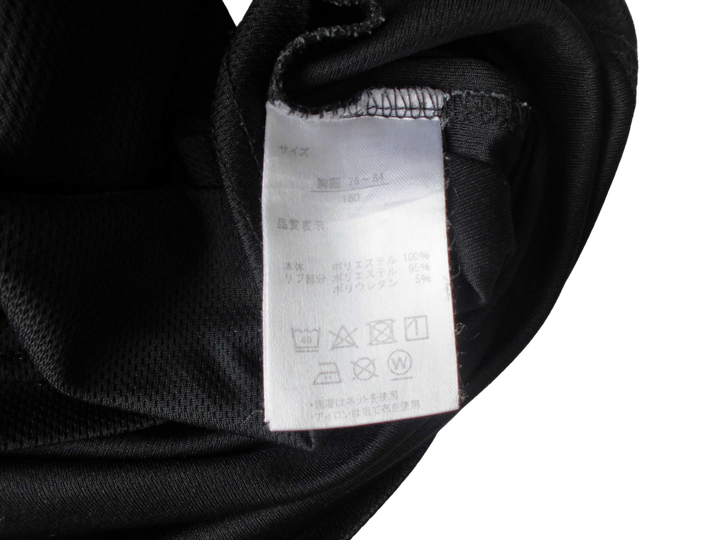 サイズ
胸囲 76～84
160
品質表示
本体 ポリエステル 100%
リブ部分 ポリエステル 95%
ポリウレタン 5%
40
W
・洗濯はネットを使用
・アイロンは当て布を使用